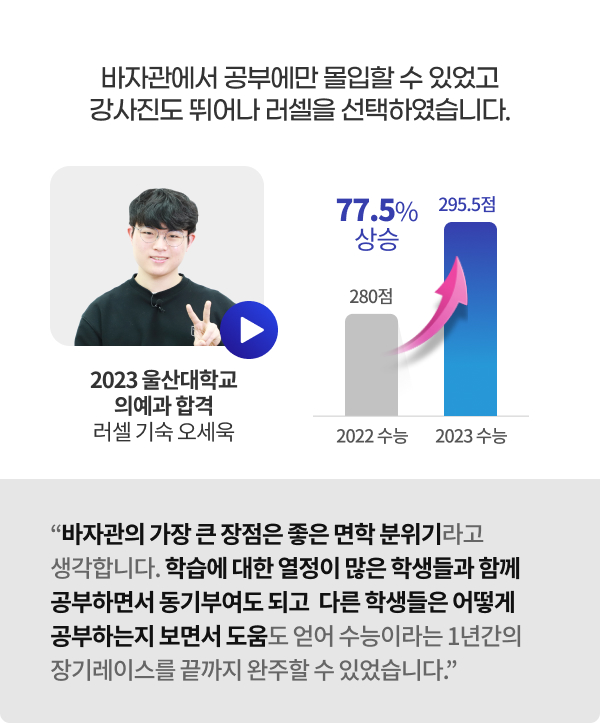 바자관에서 공부에만 몰입할 수 있었고
강사진도 뛰어나 러셀을 선택하였습니다.
77.5%
상승
295.5점
280점
2022 수능
2023 수능
2023 울산대학교
의예과 합격
러셀 기숙 오세욱
“바자관의 가장 큰 장점은 좋은 면학 분위기라고
생각합니다. 학습에 대한 열정이 많은 학생들과 함께
공부하면서 동기부여도 되고 다른 학생들은 어떻게
공부하는지 보면서 도움도 얻어 수능이라는 1년간의
장기레이스를 끝까지 완주할 수 있었습니다.”